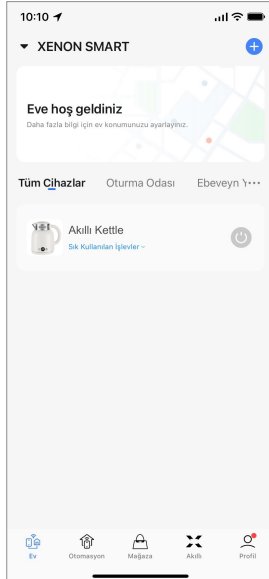 10:10
XENON SMART
Eve hoş geldiniz
Daha fazla bilgi için ev konumunuzu ayarlayınız.
Tüm Cihazlar Oturma Odası Ebeveyn Y...
Akıllı Kettle
Sık Kullanılan İşlevler
Ev Otomasyon Mağaza Akıllı Profil